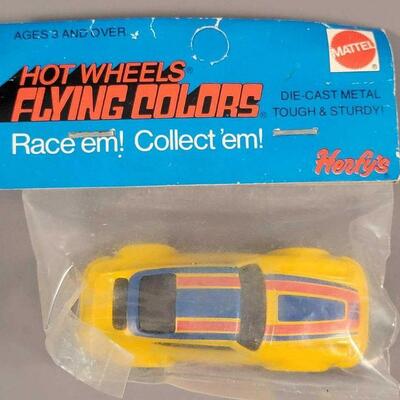 AGES 3 AND OVER
MATTEL
HOT WHEELS®
FLYING COLORS®
DIE-CAST METAL
TOUGH & STURDY!
Race 'em! Collect 'em!
Herfy's